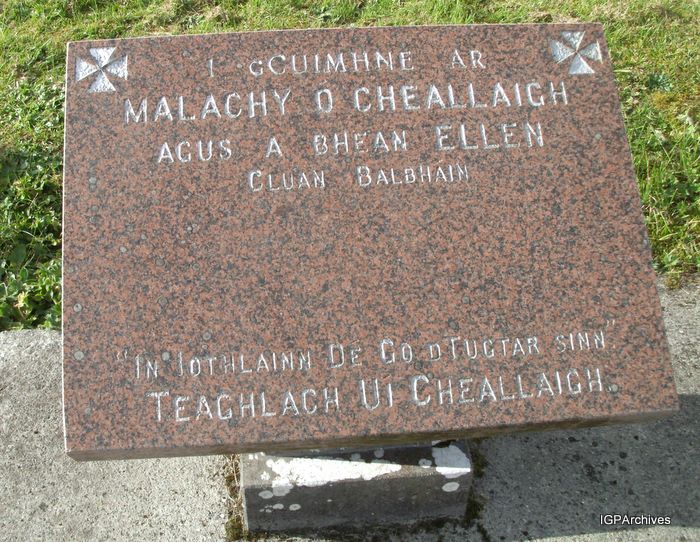 I gCUIMHNE AR
MALACHY O CHEALLAIGH
AGUS A BHEAN ELLEN
CLUAN BALBHAIN
"IN IOTHLAINN DE GO dTUGTAR SINN"
TEAGHLACH UI CHEALLAIGH.
IGPArchives